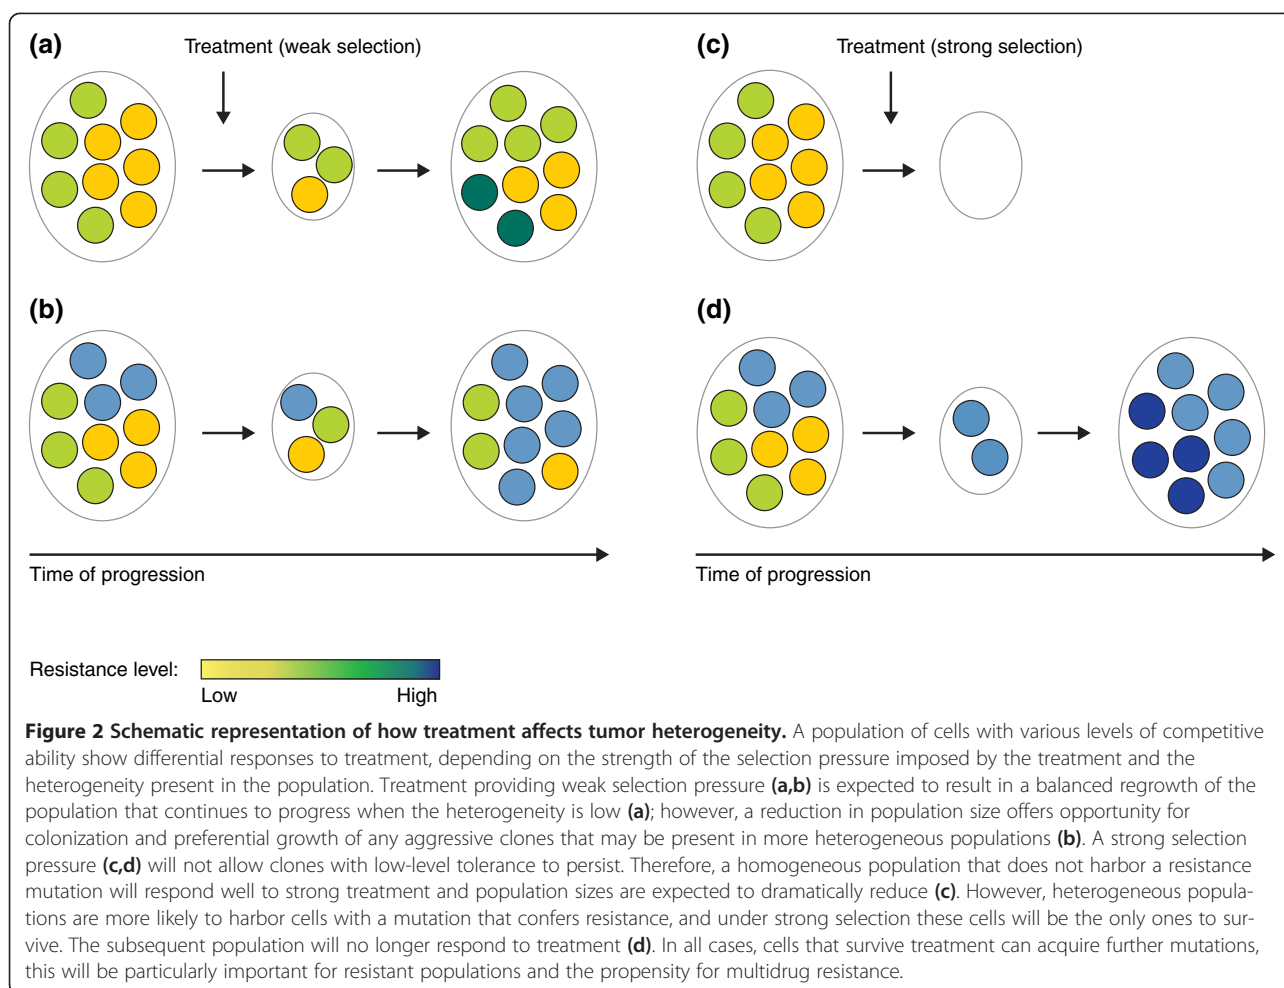 (a)
Treatment (weak selection)
(c)
Treatment (strong selection)
(b)
(d)
Time of progression
Time of progression
Resistance level:
Low
High
Figure 2 Schematic representation of how treatment affects tumor heterogeneity. A population of cells with various levels of competitive
ability show differential responses to treatment, depending on the strength of the selection pressure imposed by the treatment and the
heterogeneity present in the population. Treatment providing weak selection pressure (a,b) is expected to result in a balanced regrowth of the
population that continues to progress when the heterogeneity is low (a); however, a reduction in population size offers opportunity for
colonization and preferential growth of any aggressive clones that may be present in more heterogeneous populations (b). A strong selection
pressure (c,d) will not allow clones with low-level tolerance to persist. Therefore, a homogeneous population that does not harbor a resistance
mutation will respond well to strong treatment and population sizes are expected to dramatically reduce (c). However, heterogeneous popula-
tions are more likely to harbor cells with a mutation that confers resistance, and under strong selection these cells will be the only ones to sur-
vive. The subsequent population will no longer respond to treatment (d). In all cases, cells that survive treatment can acquire further mutations,
this will be particularly important for resistant populations and the propensity for multidrug resistance.